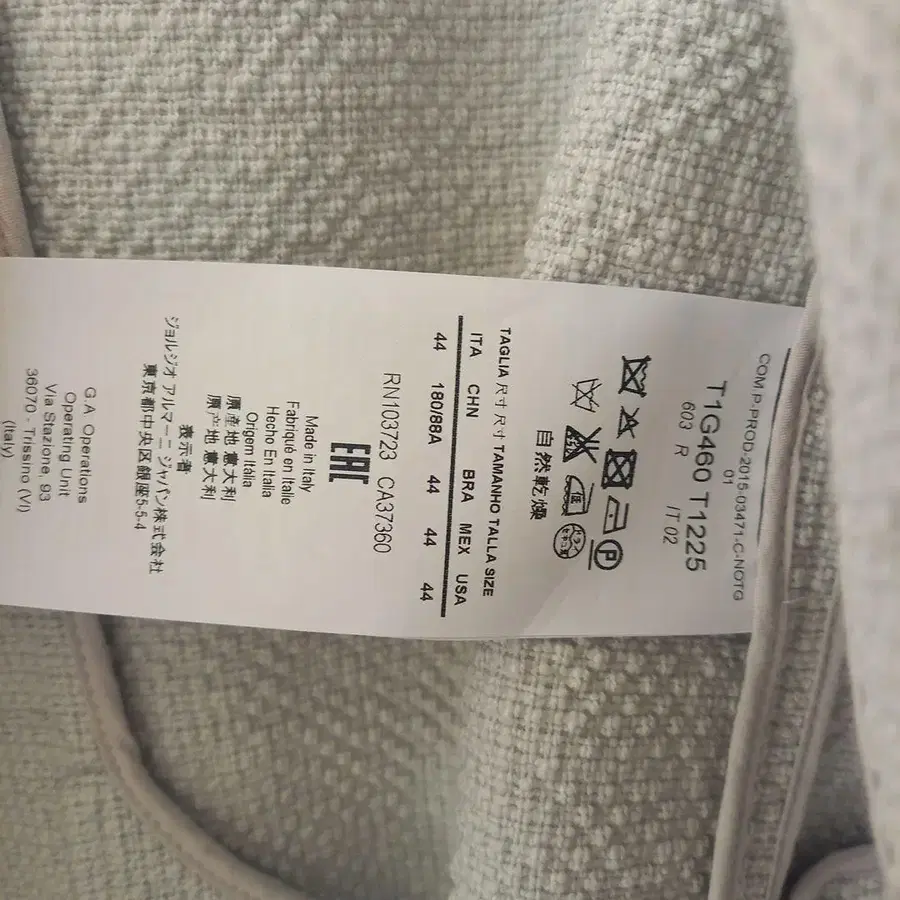 COM.P-PROD-2015-03471-C-NOTG
01
T1G460 T1225
603 R IT 02
P
低
ドライ
自然乾燥
TAGLIA 尺寸 尺寸 TAMANHO TALLA SIZE
ITA CHN BRA MEX USA
44 180/88A 44 44 44
RN103723 CA37360
EAC
Made in Italy
Fabriqué en Italie
Hecho En Italia
Origem Itália
原産地 意大利
原产地 意大利
表示者
ジョルジオ アルマーニ ジャパン株式会社
東京都中央区銀座5-5-4
G.A. Operations
Operating Unit
Via Stazione, 93
36070 - Trissino (VI)
(Italy)